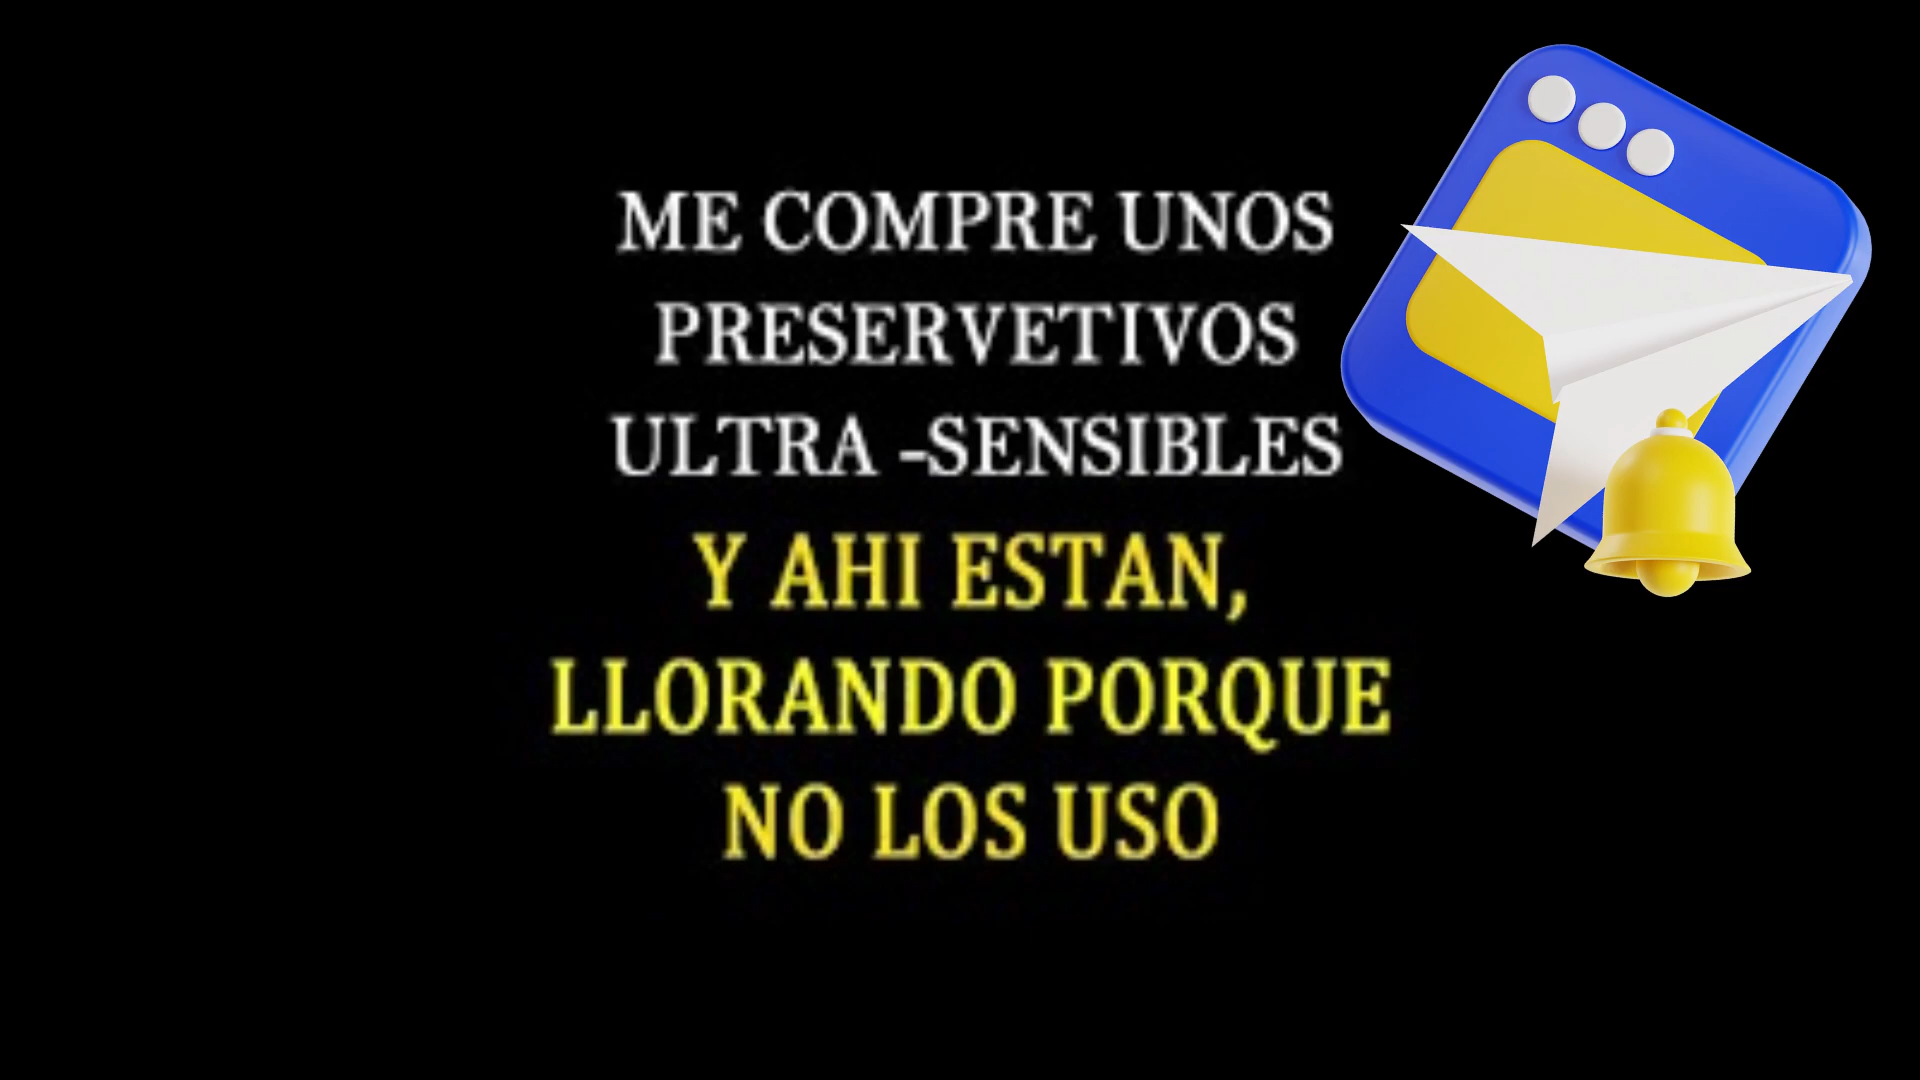 ME COMPRE UNOS
PRESERVETIVOS
ULTRA -SENSIBLES
Y AHI ESTAN,
LLORANDO PORQUE
NO LOS USO